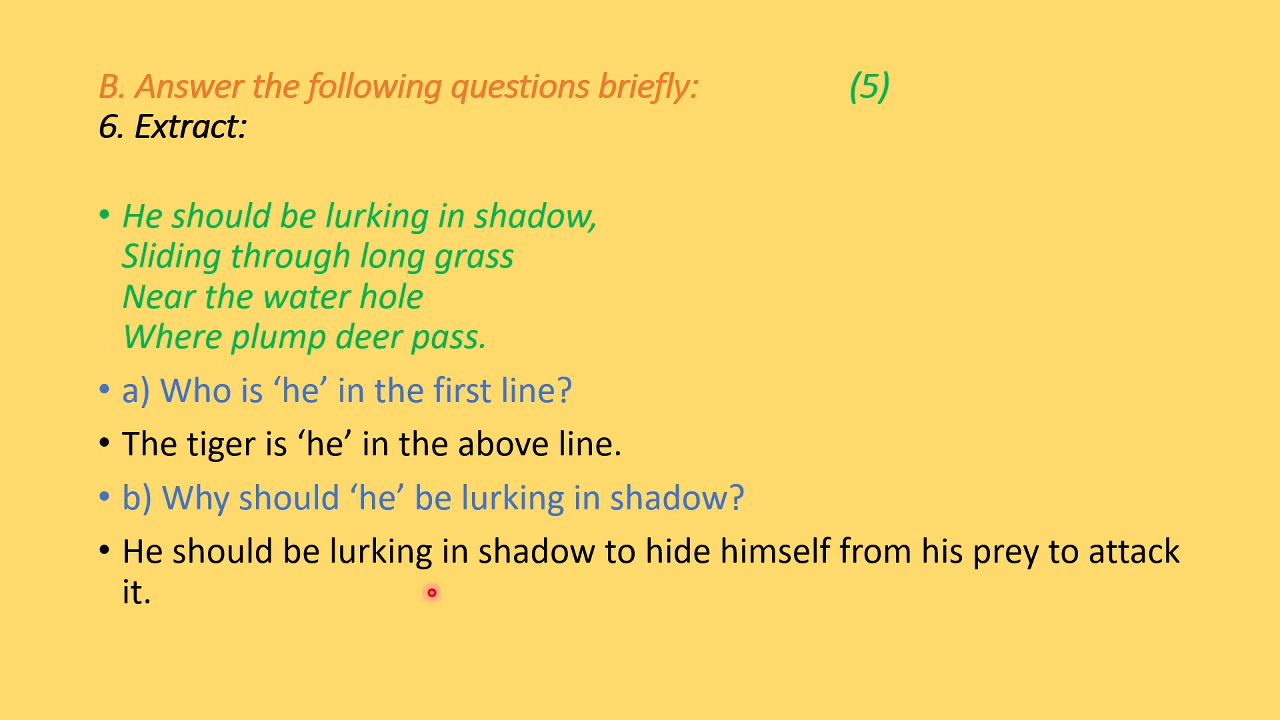 B. Answer the following questions briefly: (5)
6. Extract:
• He should be lurking in shadow,
Sliding through long grass
Near the water hole
Where plump deer pass.
• a) Who is ‘he’ in the first line?
• The tiger is ‘he’ in the above line.
• b) Why should ‘he’ be lurking in shadow?
• He should be lurking in shadow to hide himself from his prey to attack
it.